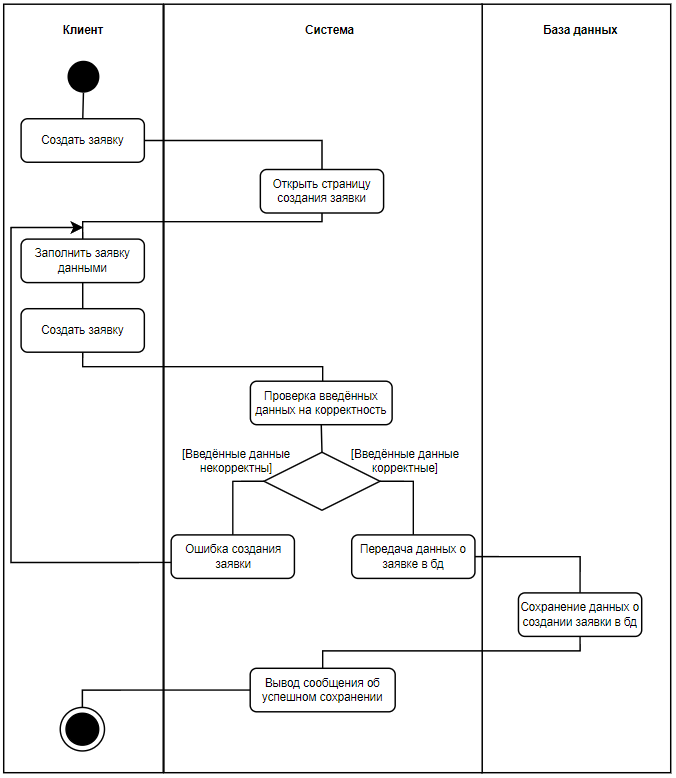 Клиент
Система
База данных
Создать заявку
Открыть страницу
создания заявки
Заполнить заявку
данными
Создать заявку
Проверка введённых
данных на корректность
[Введённые данные
некорректны]
[Введённые данные
корректные]
Ошибка создания
заявки
Передача данных о
заявке в бд
Сохранение данных о
создании заявки в бд
Вывод сообщения об
успешном сохранении